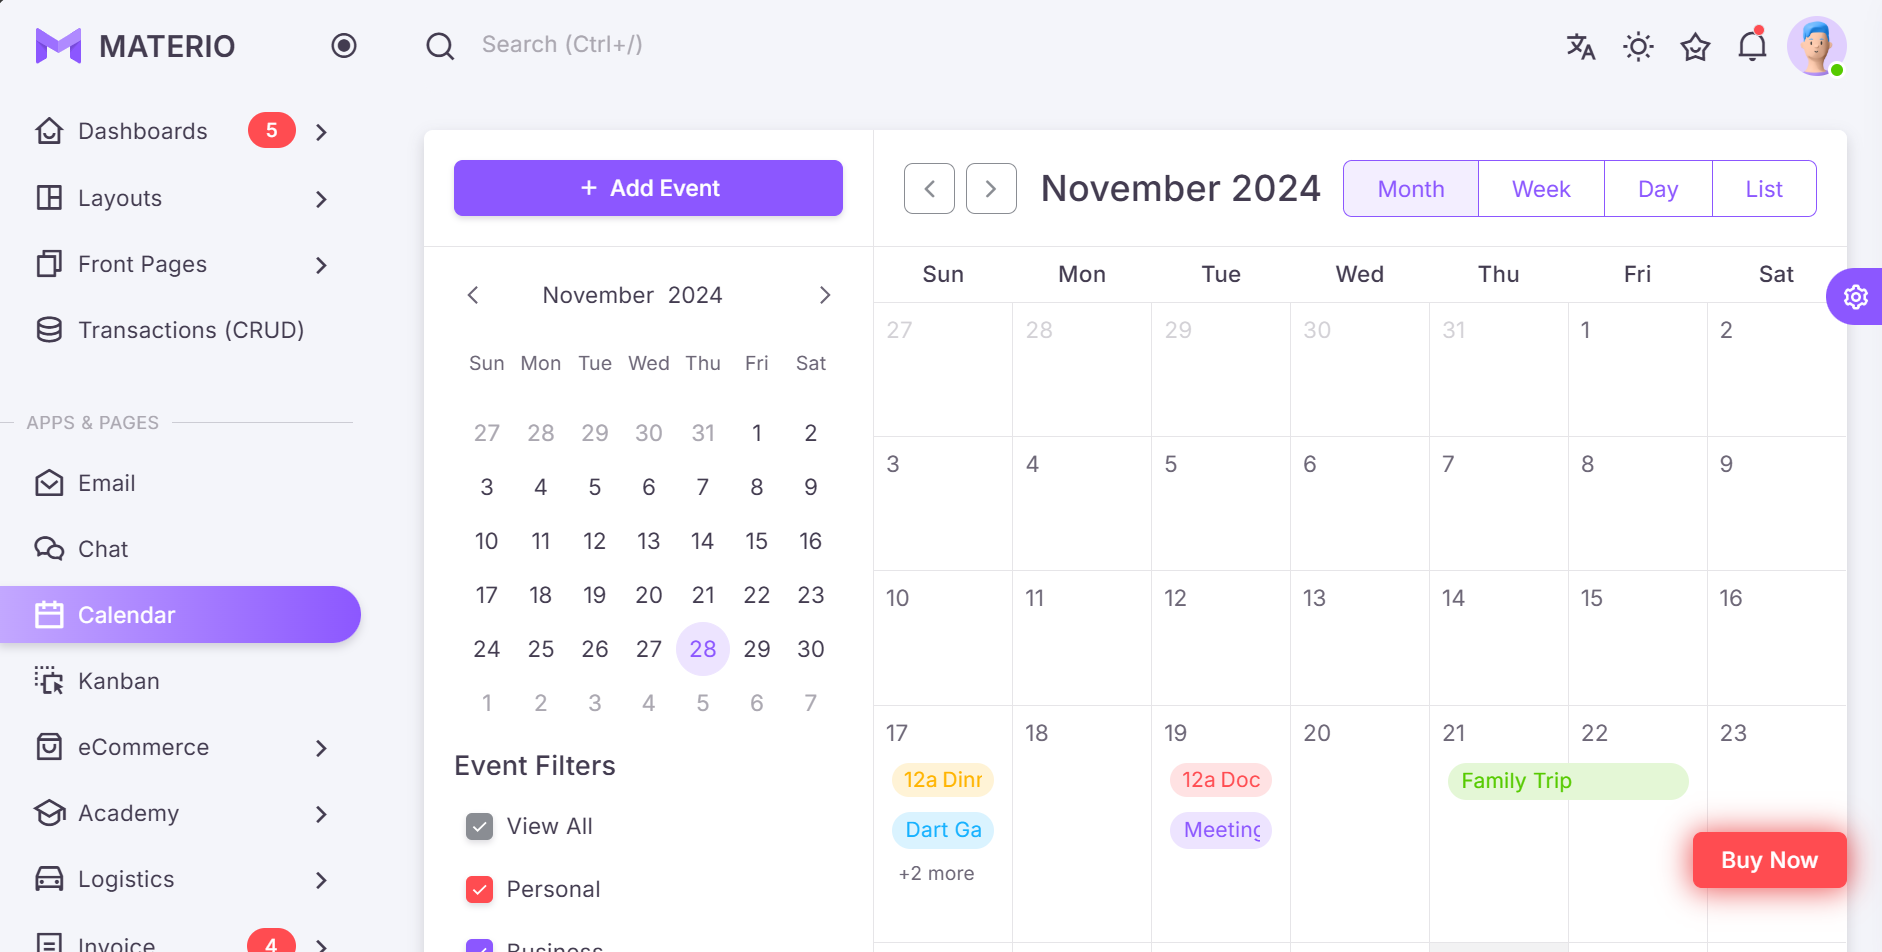 MATERIO
Search (Ctrl+/)
Dashboards 5
Layouts
Front Pages
Transactions (CRUD)
APPS & PAGES
Email
Chat
Calendar
Kanban
eCommerce
Academy
Logistics
Invoice 4
+ Add Event
November 2024
Sun Mon Tue Wed Thu Fri Sat
27 28 29 30 31 1 2
3 4 5 6 7 8 9
10 11 12 13 14 15 16
17 18 19 20 21 22 23
24 25 26 27 28 29 30
1 2 3 4 5 6 7
Event Filters
View All
Personal
Business
November 2024
Month Week Day List
Sun Mon Tue Wed Thu Fri Sat
27 28 29 30 31 1 2
3 4 5 6 7 8 9
10 11 12 13 14 15 16
17 18 19 20 21 22 23
12a Dinn
12a Doc
Family Trip
Dart Ga
Meeting
+2 more
Buy Now